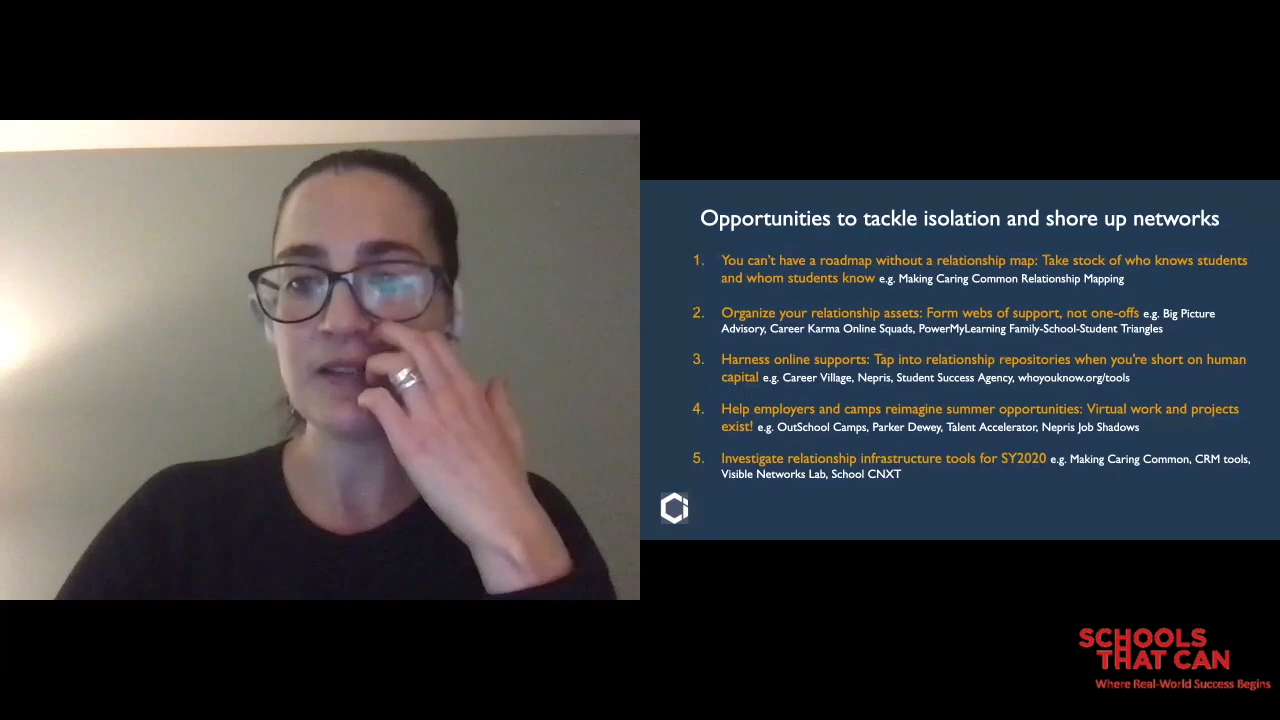 Opportunities to tackle isolation and shore up networks
1. You can't have a roadmap without a relationship map: Take stock of who knows students
and whom students know e.g. Making Caring Common Relationship Mapping
2. Organize your relationship assets: Form webs of support, not one-offs e.g. Big Picture
Advisory, Career Karma Online Squads, PowerMyLearning Family-School-Student Triangles
3. Harness online supports: Tap into relationship repositories when you're short on human
capital e.g. Career Village, Nepris, Student Success Agency, whoyouknow.org/tools
4. Help employers and camps reimagine summer opportunities: Virtual work and projects
exist! e.g. OutSchool Camps, Parker Dewey, Talent Accelerator, Nepris Job Shadows
5. Investigate relationship infrastructure tools for SY2020 e.g. Making Caring Common, CRM tools,
Visible Networks Lab, School CNXT
SCHOOLS
THAT CAN
Where Real-World Success Begins